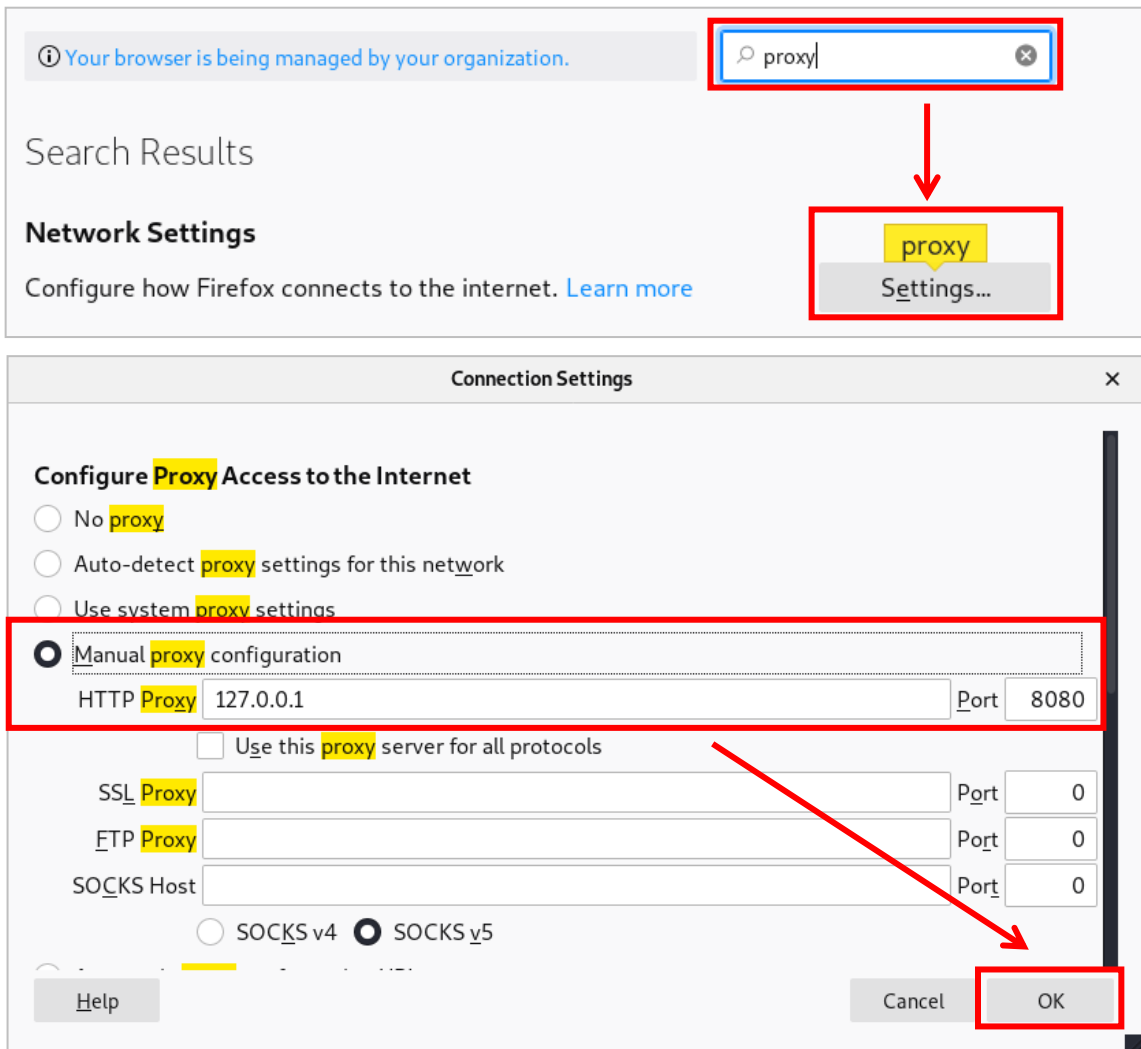 Your browser is being managed by your organization.
proxy
Search Results
Network Settings
proxy
Configure how Firefox connects to the internet. Learn more
Settings...
Connection Settings
Configure Proxy Access to the Internet
No proxy
Auto-detect proxy settings for this network
Use system proxy settings
Manual proxy configuration
HTTP Proxy 127.0.0.1 Port 8080
Use this proxy server for all protocols
SSL Proxy Port 0
FTP Proxy Port 0
SOCKS Host Port 0
SOCKS v4 SOCKS v5
Help Cancel OK